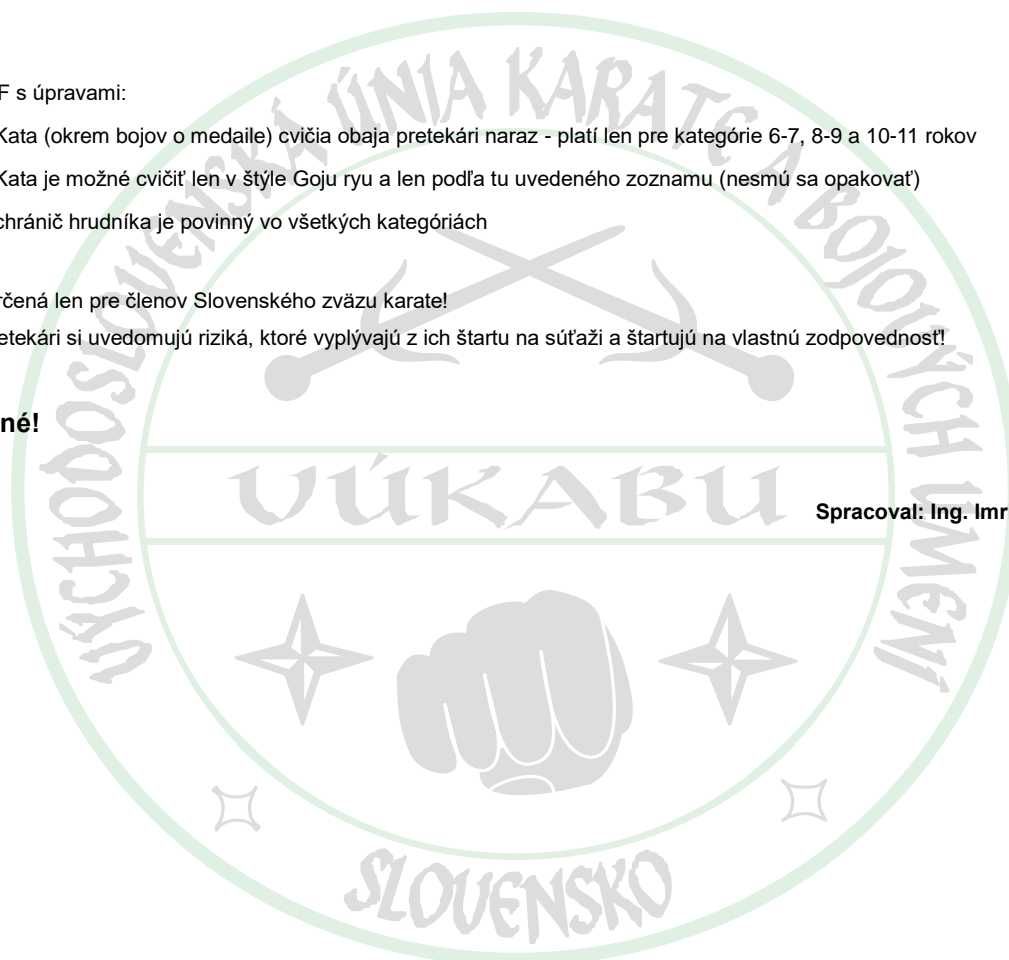 F s úpravami:
Kata (okrem bojov o medaile) cvičia obaja pretekári naraz - platí len pre kategórie 6-7, 8-9 a 10-11 rokov
Kata je možné cvičiť len v štýle Goju ryu a len podľa tu uvedeného zoznamu (nesmú sa opakovať)
chránič hrudníka je povinný vo všetkých kategóriách
rčená len pre členov Slovenského zväzu karate!
etekári si uvedomujú riziká, ktoré vyplývajú z ich štartu na súťaži a štartujú na vlastnú zodpovednosť!
né!
Spracoval: Ing. Imr
VÝCHODOSLOVENSKÁ ÚNIA KARATE A BOJOVÝCH UMENÍ
VÚKABU
SLOVENSKO